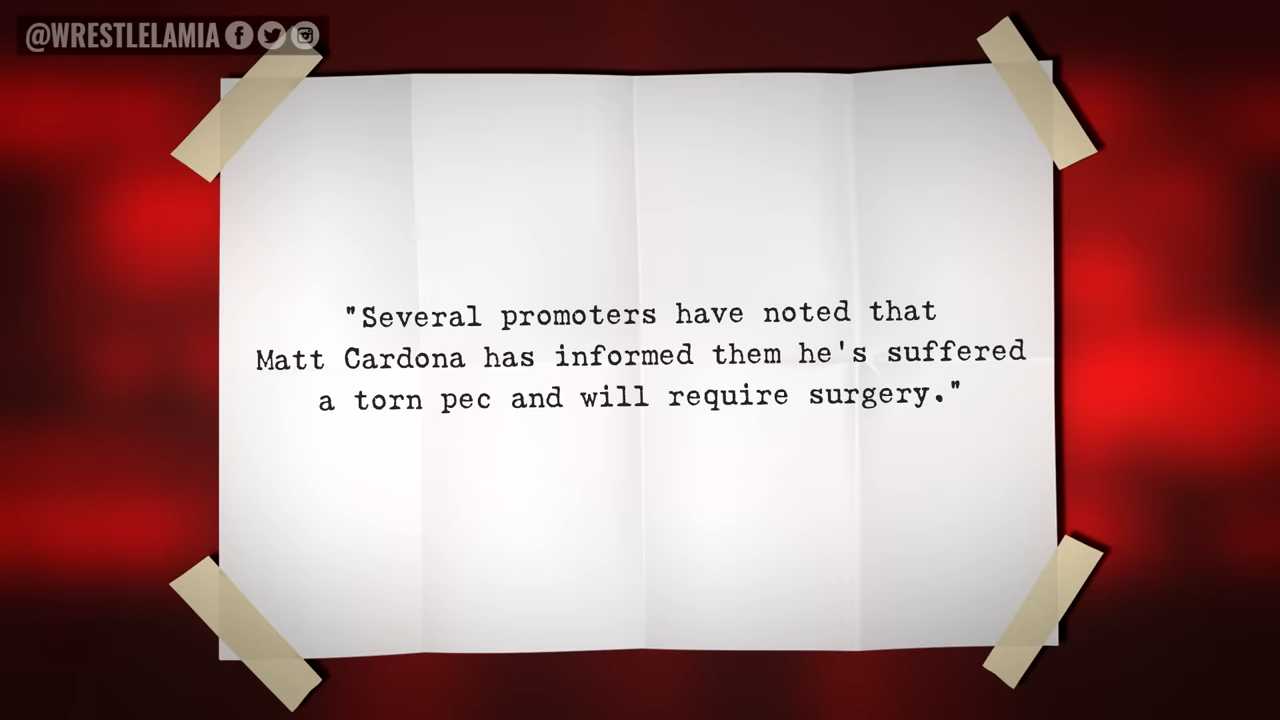 @WRESTLELAMIA
"Several promoters have noted that
Matt Cardona has informed them he's suffered
a torn pec and will require surgery."